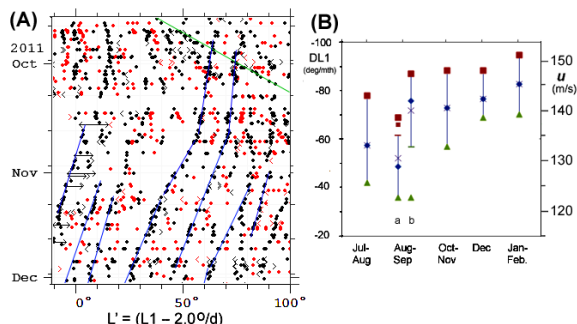 (A)
2011
Oct
Nov
Dec
0°
50°
100°
L' = (L1 – 2.0º/d)
(B)
-100
DL1
(deg/mth)
-80
-60
-40
-20
150
u
(m/s)
140
130
120
a b
Jul-
Aug
Aug-
Sep
Oct-
Nov
Dec
Jan-
Feb.